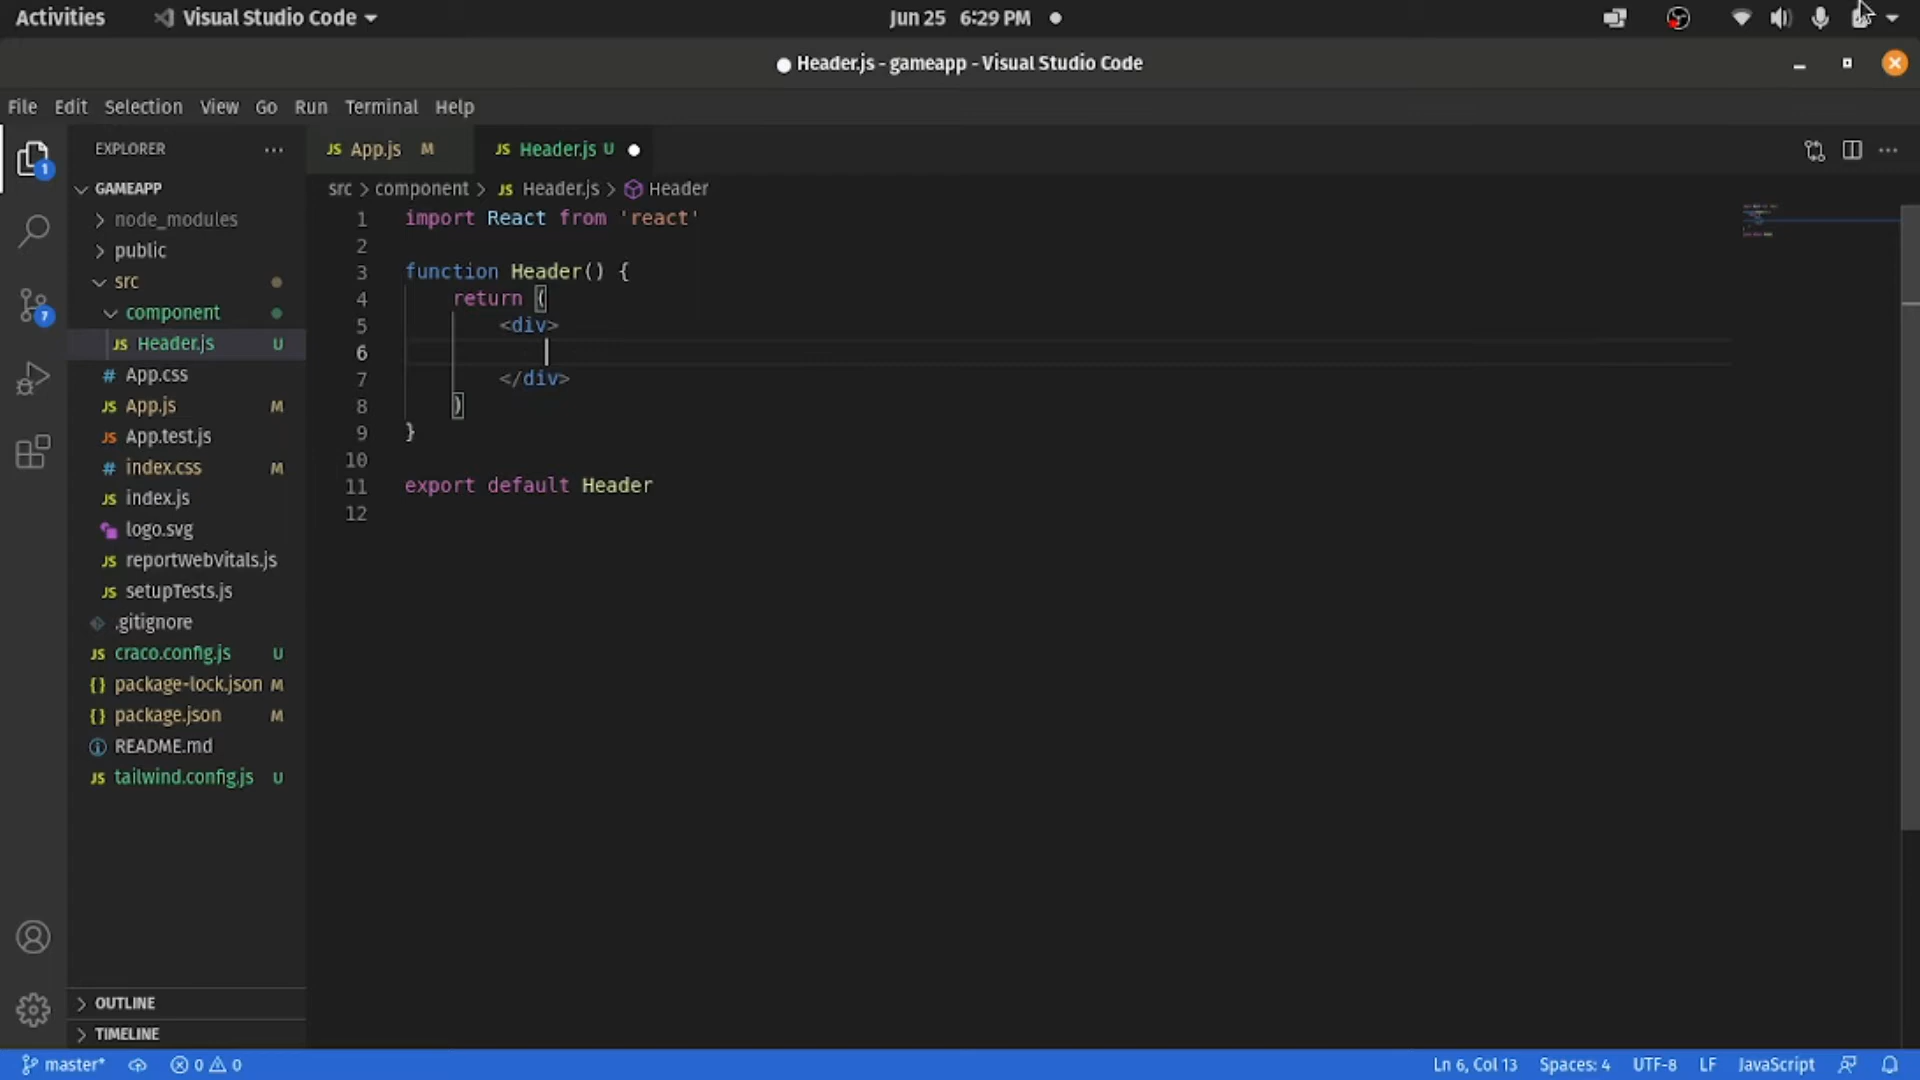 Activities
Visual Studio Code
Jun 25 6:29 PM
Header.js - gameapp - Visual Studio Code
File Edit Selection View Go Run Terminal Help
EXPLORER
GAMEAPP
node_modules
public
src
component
Header.js U
App.css
App.js M
App.test.js
index.css M
index.js
logo.svg
reportWebVitals.js
setupTests.js
.gitignore
craco.config.js U
package-lock.json M
package.json M
README.md
tailwind.config.js U
OUTLINE
TIMELINE
1
7
JS App.js M
JS Header.js U
src > component > JS Header.js > Header
1 import React from 'react'
2
3 function Header() {
4 return (
5 <div>
6
7 </div>
8 )
9 }
10
11 export default Header
12
master* 0 0
Ln 6, Col 13 Spaces: 4 UTF-8 LF JavaScript